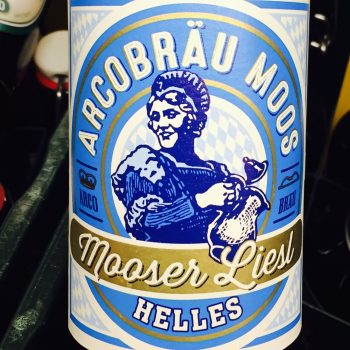 ARCOBRÄU MOOS
ARCO
BRÄU
Mooser Liesl
HELLES